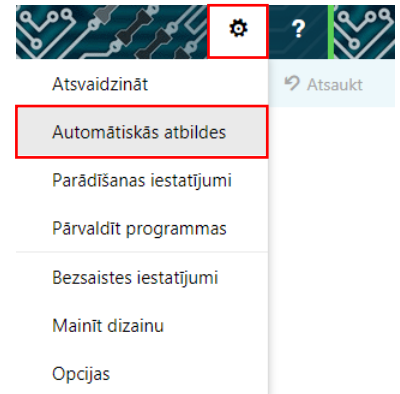 ?
Atsvaidzināt
Atsaukt
Automātiskās atbildes
Parādīšanas iestatījumi
Pārvaldīt programmas
Bezsaistes iestatījumi
Mainīt dizainu
Opcijas